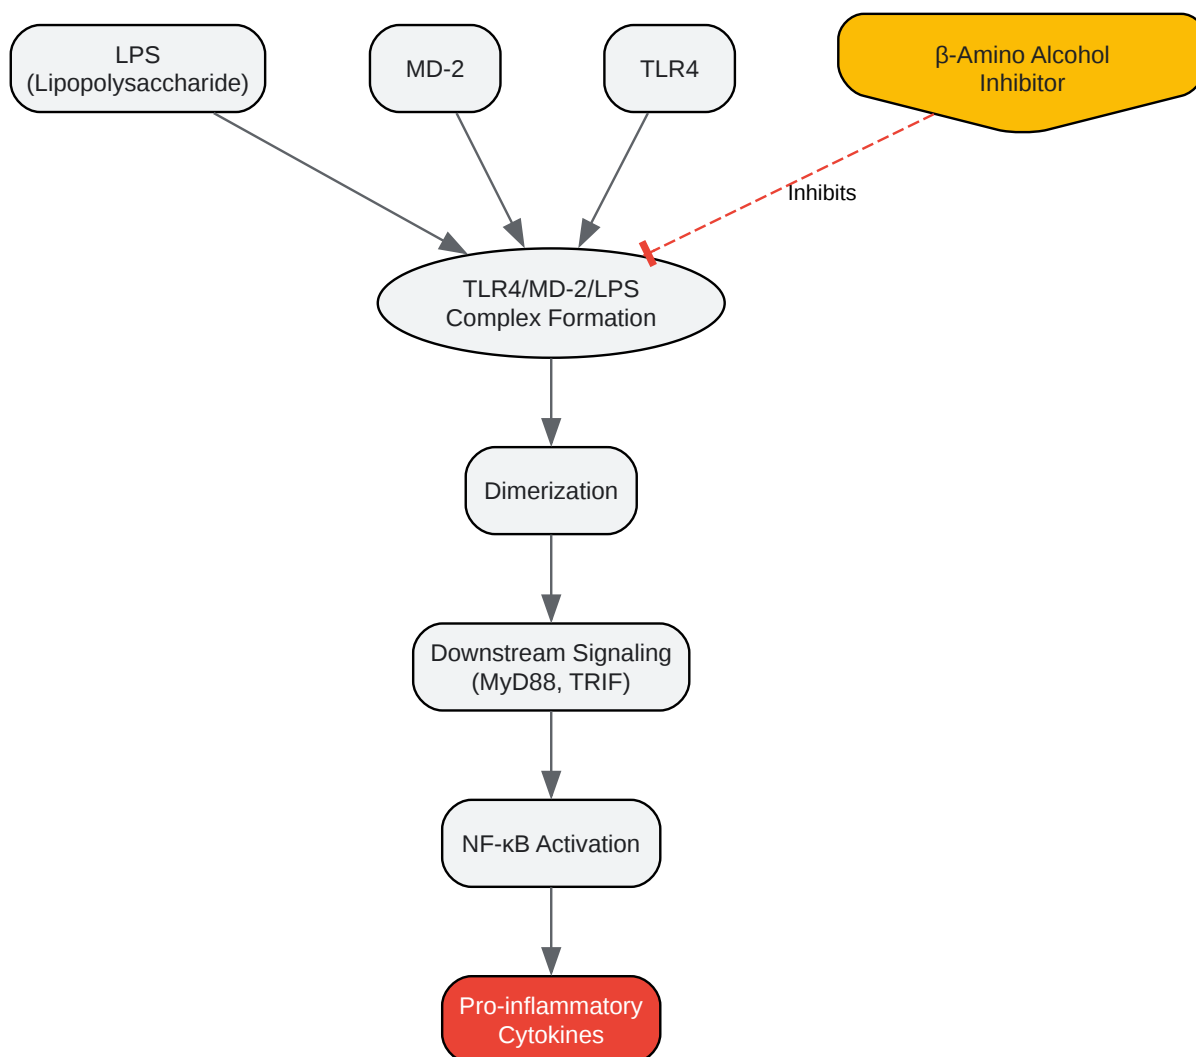 LPS
(Lipopolysaccharide)
MD-2
TLR4
β-Amino Alcohol
Inhibitor
Inhibits
TLR4/MD-2/LPS
Complex Formation
Dimerization
Downstream Signaling
(MyD88, TRIF)
NF-κB Activation
Pro-inflammatory
Cytokines